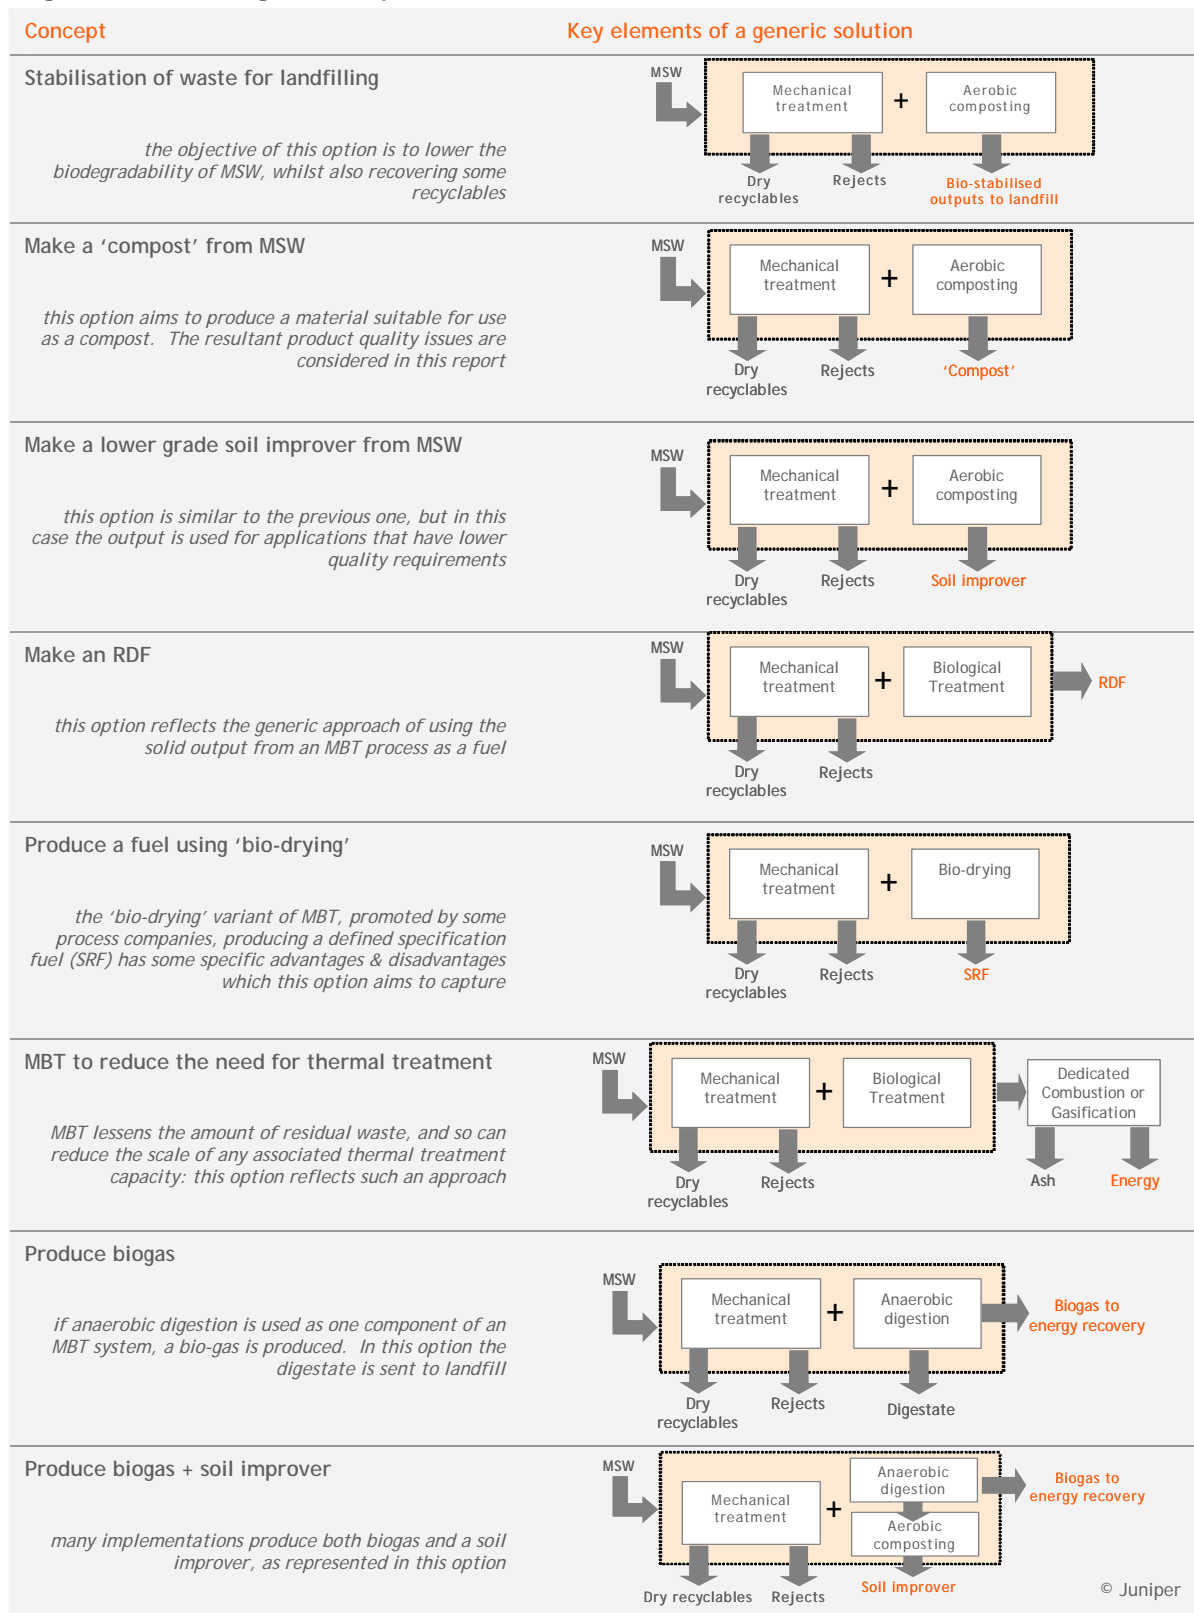 Concept
Key elements of a generic solution
Stabilisation of waste for landfilling
the objective of this option is to lower the
biodegradability of MSW, whilst also recovering some
recyclables
MSW
Mechanical
treatment
+
Aerobic
composting
Dry
recyclables
Rejects
Bio-stabilised
outputs to landfill
Make a ‘compost’ from MSW
this option aims to produce a material suitable for use
as a compost. The resultant product quality issues are
considered in this report
MSW
Mechanical
treatment
+
Aerobic
composting
Dry
recyclables
Rejects
‘Compost’
Make a lower grade soil improver from MSW
this option is similar to the previous one, but in this
case the output is used for applications that have lower
quality requirements
MSW
Mechanical
treatment
+
Aerobic
composting
Dry
recyclables
Rejects
Soil improver
Make an RDF
this option reflects the generic approach of using the
solid output from an MBT process as a fuel
MSW
Mechanical
treatment
+
Biological
Treatment
RDF
Dry
recyclables
Rejects
Produce a fuel using ‘bio-drying’
the ‘bio-drying’ variant of MBT, promoted by some
process companies, producing a defined specification
fuel (SRF) has some specific advantages & disadvantages
which this option aims to capture
MSW
Mechanical
treatment
+
Bio-drying
Dry
recyclables
Rejects
SRF
MBT to reduce the need for thermal treatment
MBT lessens the amount of residual waste, and so can
reduce the scale of any associated thermal treatment
capacity: this option reflects such an approach
MSW
Mechanical
treatment
+
Biological
Treatment
Dedicated
Combustion or
Gasification
Dry
recyclables
Rejects
Ash
Energy
Produce biogas
if anaerobic digestion is used as one component of an
MBT system, a bio-gas is produced. In this option the
digestate is sent to landfill
MSW
Mechanical
treatment
+
Anaerobic
digestion
Biogas to
energy recovery
Dry
recyclables
Rejects
Digestate
Produce biogas + soil improver
many implementations produce both biogas and a soil
improver, as represented in this option
MSW
Mechanical
treatment
+
Anaerobic
digestion
Aerobic
composting
Biogas to
energy recovery
Dry recyclables
Rejects
Soil improver
© Juniper